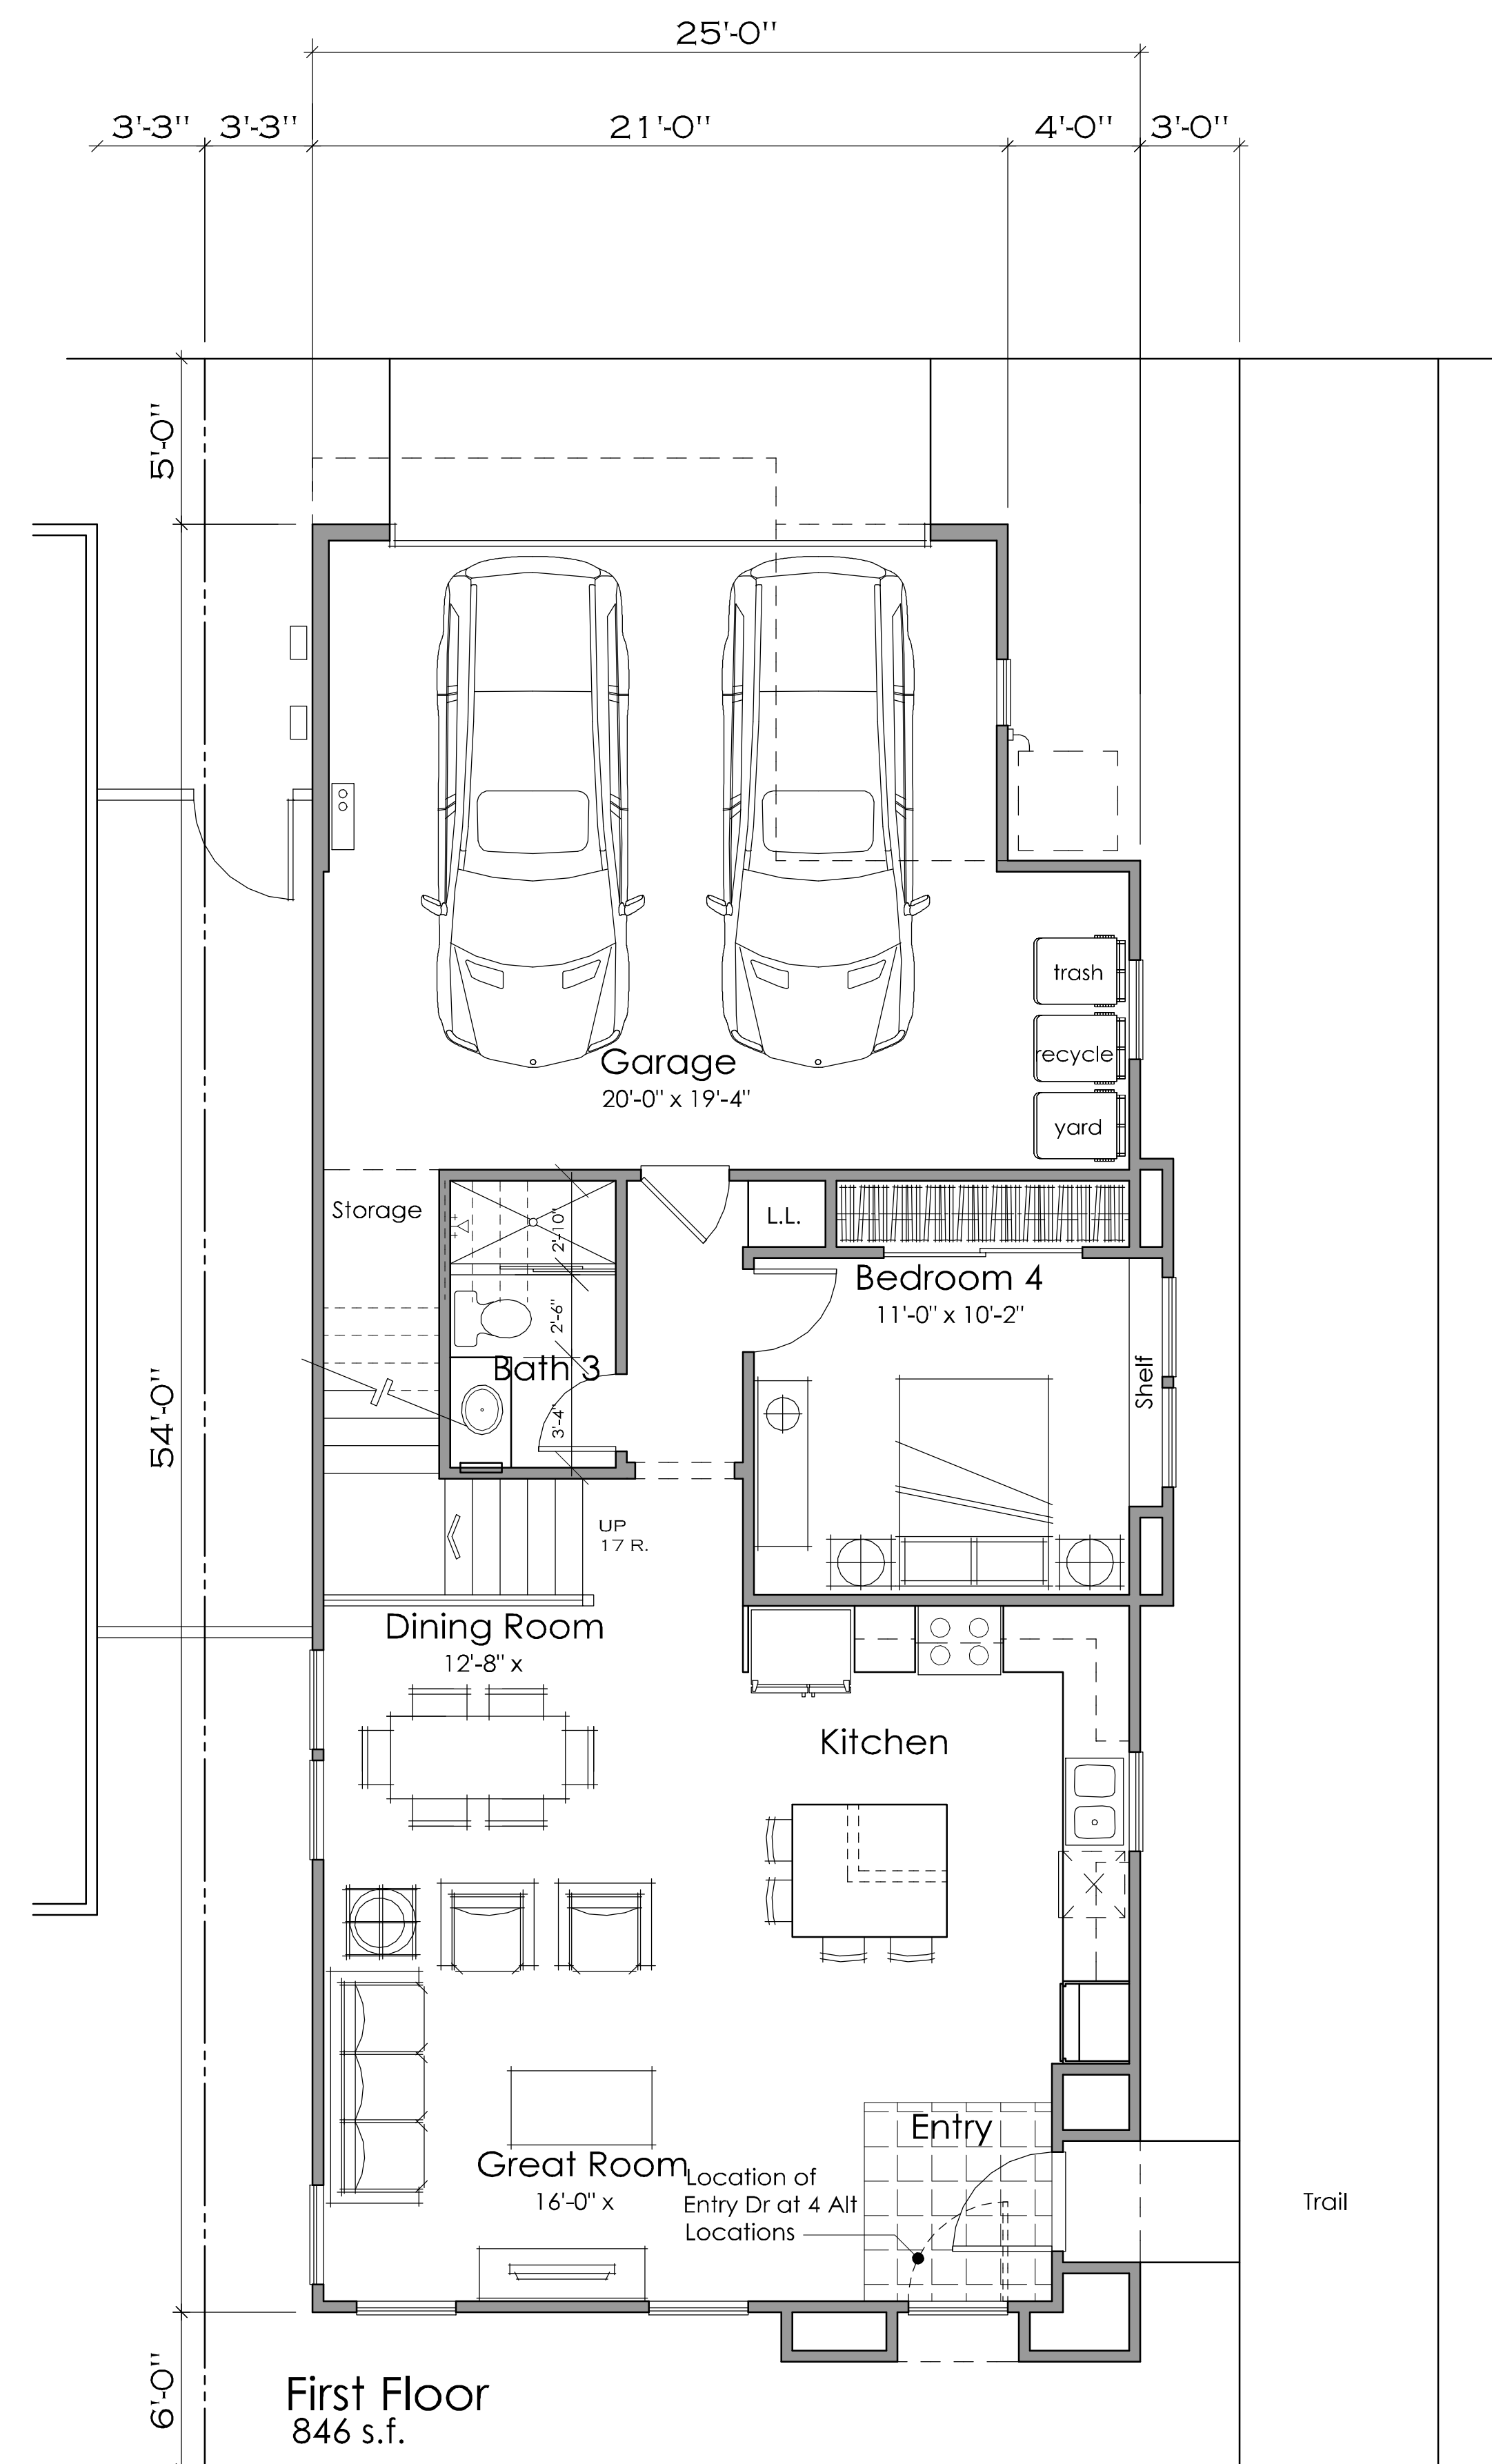 25'-0"
3'-3"
3'-3"
21'-0"
4'-0"
3'-0"
5'-0"
trash
recycle
yard
Garage
20'-0" x 19'-4"
Storage
2'-10"
L.L.
Bedroom 4
11'-0" x 10'-2"
2'-6"
Bath 3
Shelf
3'-4"
54'-0"
UP
17 R.
Dining Room
12'-8" x
Kitchen
Entry
Great Room
16'-0" x
Location of
Entry Dr at 4 Alt
Locations
Trail
6'-0"
First Floor
846 s.f.